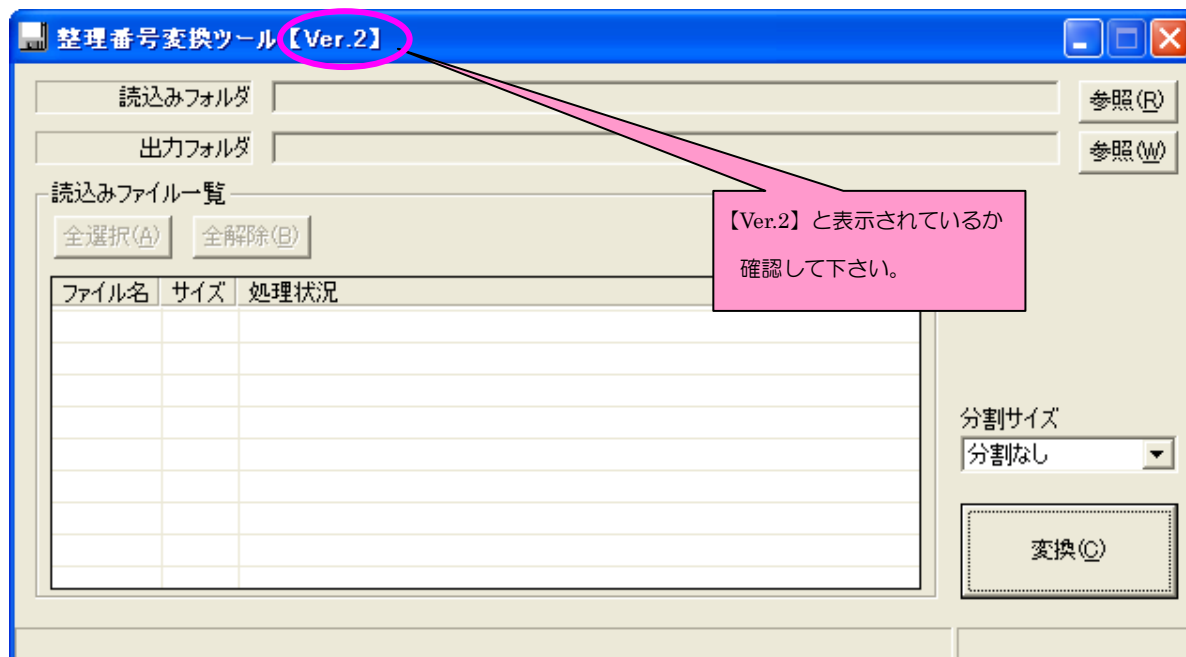 整理番号変換ツール【Ver.2】
読込みフォルダ
参照(R)
出力フォルダ
参照(W)
読込みファイル一覧
全選択(A)
全解除(B)
【Ver.2】と表示されているか
確認して下さい。
ファイル名
サイズ
処理状況
分割サイズ
分割なし
変換(C)